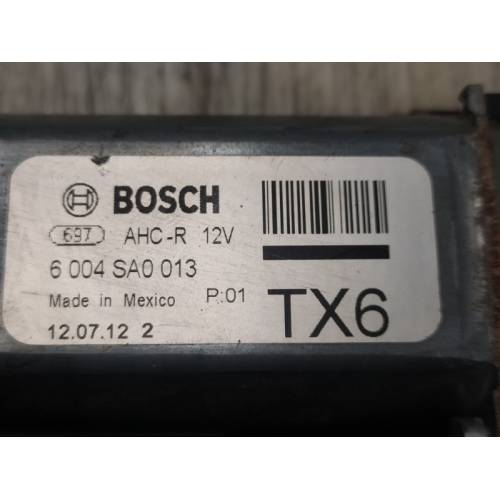 BOSCH
697 AHC-R 12V
6 004 SA0 013
Made in Mexico P:01
12.07.12 2
TX6